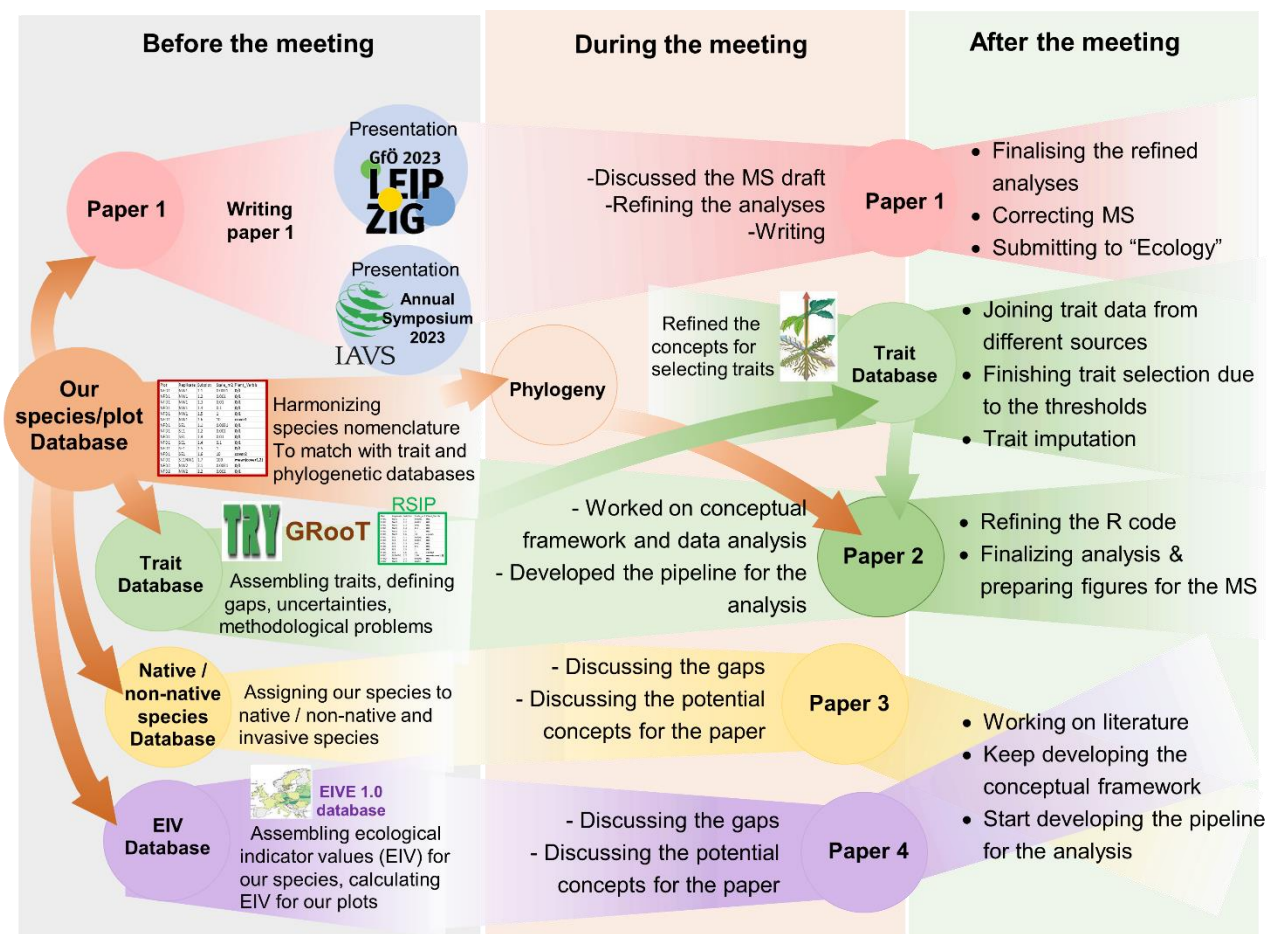 Before the meeting
During the meeting
After the meeting
Paper 1
Writing
paper 1
Presentation
GfÖ 2023
LEIP
ZIG
Presentation
Annual
Symposium
2023
IAVS
-Discussed the MS draft
-Refining the analyses
-Writing
Paper 1
• Finalising the refined
analyses
• Correcting MS
• Submitting to “Ecology”
Our
species/plot
Database
Harmonizing
species nomenclature
To match with trait and
phylogenetic databases
Phylogeny
Refined the
concepts for
selecting traits
Trait
Database
• Joining trait data from
different sources
• Finishing trait selection due
to the thresholds
• Trait imputation
Trait
Database
TRY
GRooT
RSIP
Assembling traits, defining
gaps, uncertainties,
methodological problems
- Worked on conceptual
framework and data analysis
- Developed the pipeline for the
analysis
Paper 2
• Refining the R code
• Finalizing analysis &
preparing figures for the MS
Native /
non-native
species
Database
Assigning our species to
native / non-native and
invasive species
- Discussing the gaps
- Discussing the potential
concepts for the paper
Paper 3
EIV
Database
EIVE 1.0
database
Assembling ecological
indicator values (EIV) for
our species, calculating
EIV for our plots
- Discussing the gaps
- Discussing the potential
concepts for the paper
Paper 4
• Working on literature
• Keep developing the
conceptual framework
• Start developing the pipeline
for the analysis